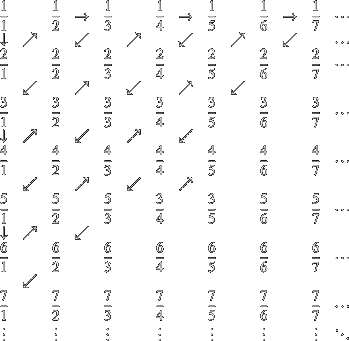 1/1 1/2 → 1/3 1/4 → 1/5 1/6 → 1/7 ⋯
↓ ↗ ↙ ↗ ↙ ↗ ↙ ⋯
2/1 2/2 2/3 2/4 2/5 2/6 2/7 ⋯
↙ ↗ ↙ ↗ ↙
3/1 3/2 3/3 3/4 3/5 3/6 3/7 ⋯
↓ ↗ ↙ ↗ ↙
4/1 4/2 4/3 4/4 4/5 4/6 4/7 ⋯
↙ ↗ ↙ ↗
5/1 5/2 5/3 3/4 3/5 3/6 5/7 ⋯
↓ ↗ ↙
6/1 6/2 6/3 6/4 6/5 6/6 6/7 ⋯
↙
7/1 7/2 7/3 7/4 7/5 7/6 7/7 ⋯
⋮ ⋮ ⋮ ⋮ ⋮ ⋮ ⋮ ⋱